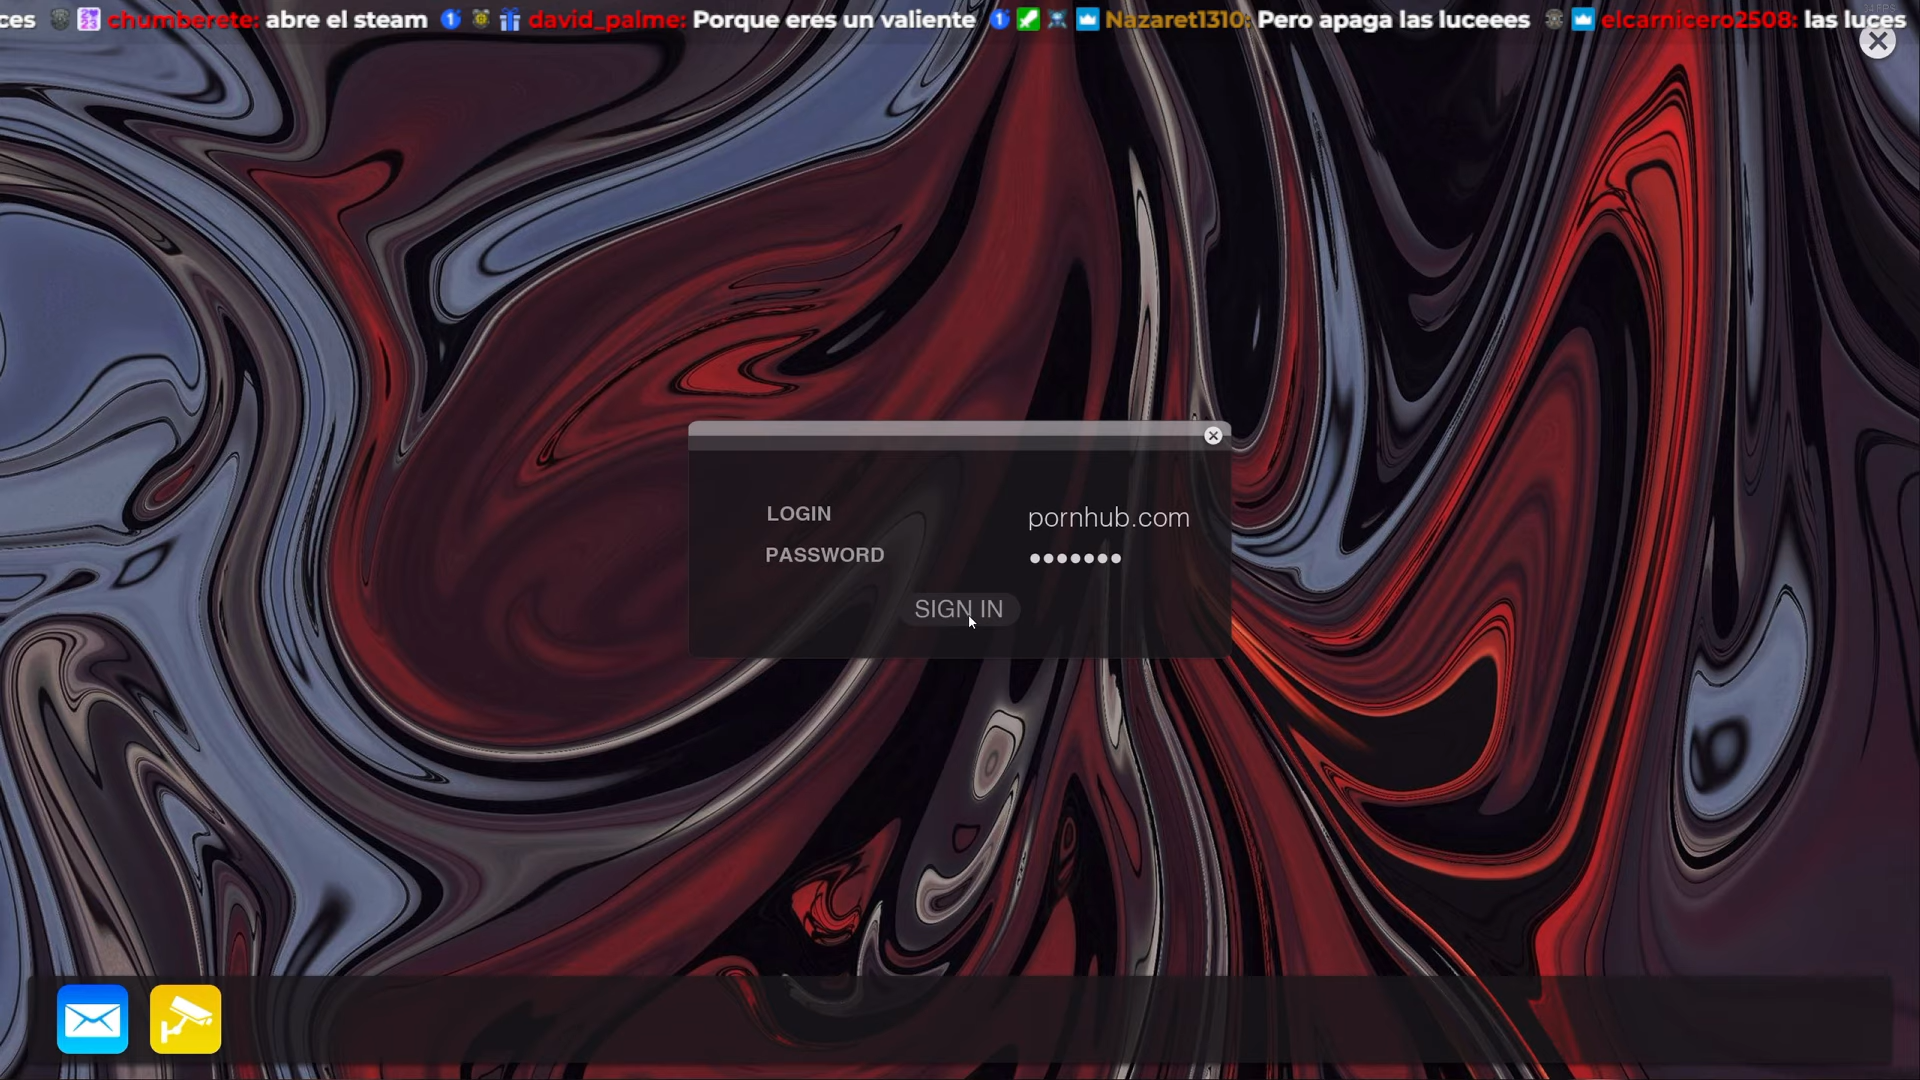 ces chumberete: abre el steam david_palme: Porque eres un valiente Nazaret1310: Pero apaga las luceees elcarnicero2508: las luces
LOGIN pornhub.com
PASSWORD
SIGN IN